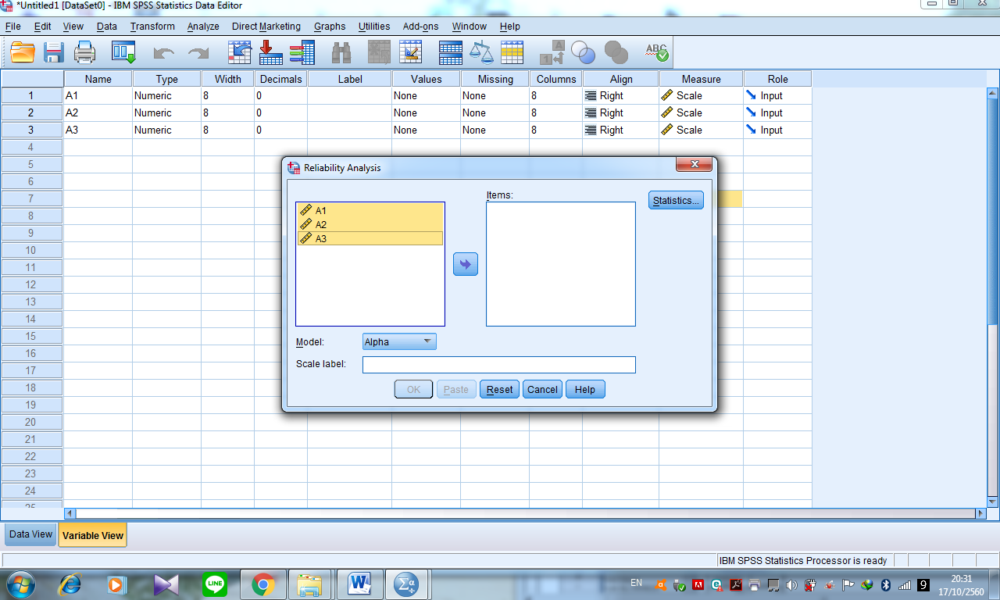 *Untitled1 [DataSet0] - IBM SPSS Statistics Data Editor
File Edit View Data Transform Analyze Direct Marketing Graphs Utilities Add-ons Window Help
Name Type Width Decimals Label Values Missing Columns Align Measure Role
1 A1 Numeric 8 0 None None 8 Right Scale Input
2 A2 Numeric 8 0 None None 8 Right Scale Input
3 A3 Numeric 8 0 None None 8 Right Scale Input
4
5
6
7
8
9
10
11
12
13
14
15
16
17
18
19
20
21
22
23
24
25
Reliability Analysis
Items:
Statistics...
A1
A2
A3
Model: Alpha
Scale label:
OK Paste Reset Cancel Help
Data View Variable View
IBM SPSS Statistics Processor is ready
LINE
EN
9
20:31
17/10/2560